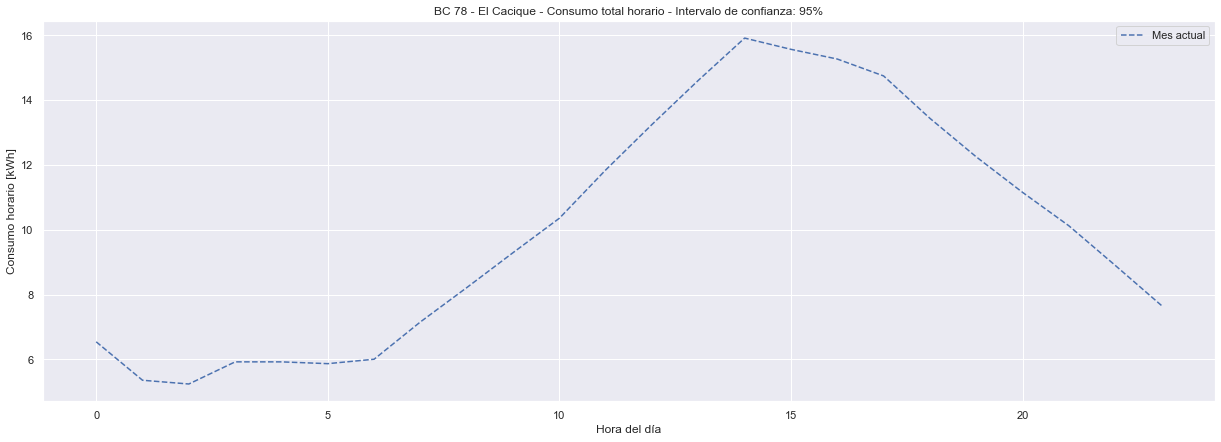 BC 78 - El Cacique - Consumo total horario - Intervalo de confianza: 95%
Mes actual
16
14
12
10
8
6
Consumo horario [kWh]
0 5 10 15 20
Hora del día